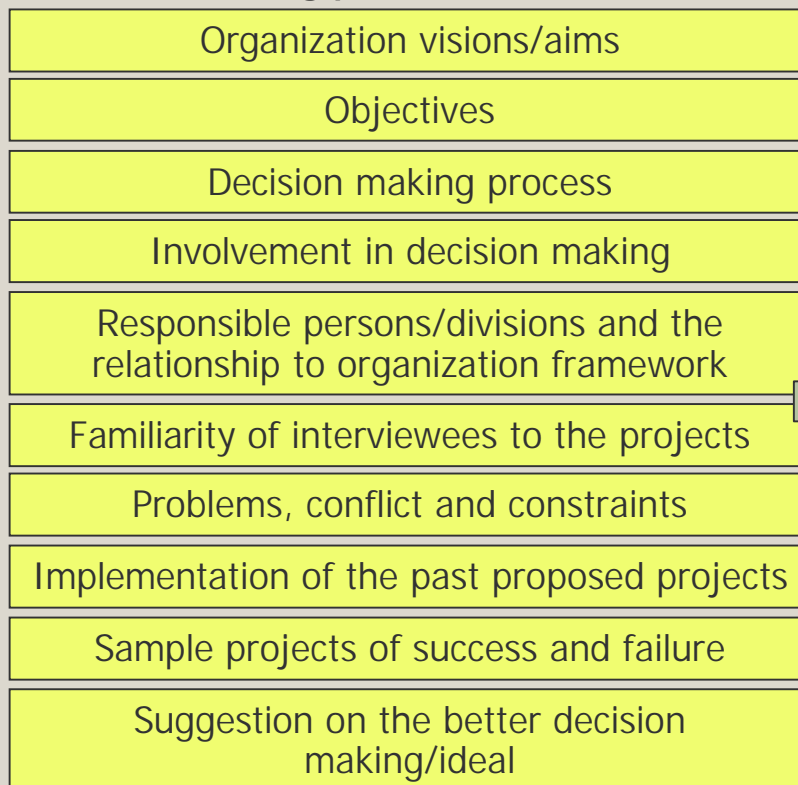 Organization visions/aims
Objectives
Decision making process
Involvement in decision making
Responsible persons/divisions and the
relationship to organization framework
Familiarity of interviewees to the projects
Problems, conflict and constraints
Implementation of the past proposed projects
Sample projects of success and failure
Suggestion on the better decision
making/ideal